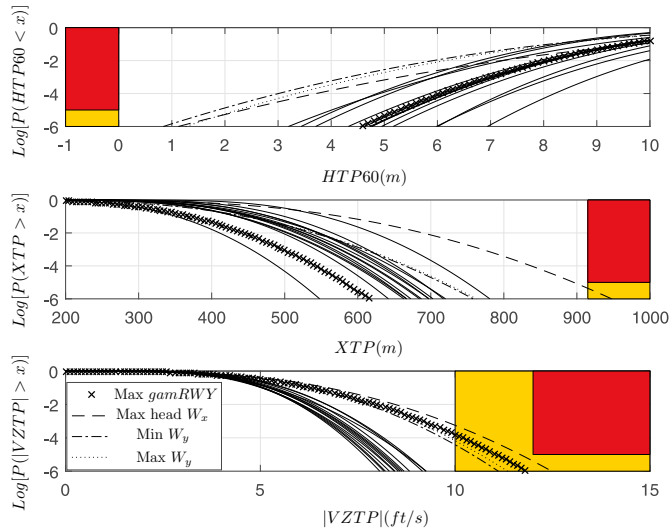 Log[P(HTP60 < x)]
0
-2
-4
-6
-1 0 1 2 3 4 5 6 7 8 9 10
HTP60(m)
Log[P(XTP > x)]
0
-2
-4
-6
200 300 400 500 600 700 800 900 1000
XTP(m)
Log[P(|VZTP| > x)]
0
-2
-4
-6
Max gamRWY
Max head W_x
Min W_y
Max W_y
0 5 10 15
|VZTP|(ft/s)